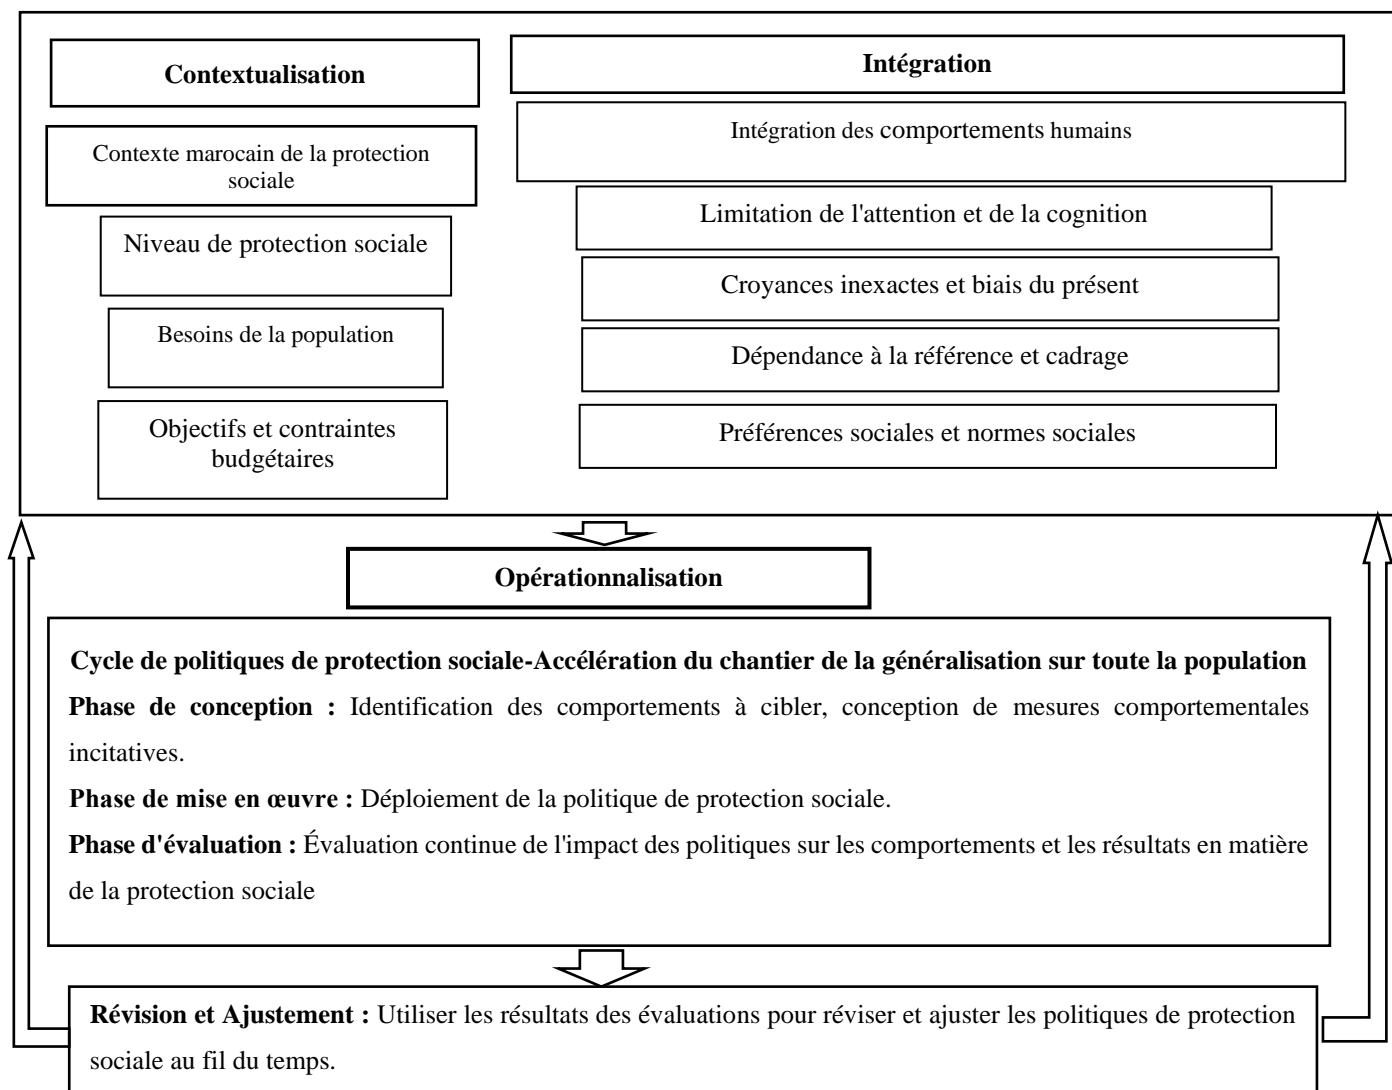 Contextualisation
Contexte marocain de la protection
sociale
Niveau de protection sociale
Besoins de la population
Objectifs et contraintes
budgétaires
Intégration
Intégration des comportements humains
Limitation de l'attention et de la cognition
Croyances inexactes et biais du présent
Dépendance à la référence et cadrage
Préférences sociales et normes sociales
Opérationnalisation
Cycle de politiques de protection sociale-Accélération du chantier de la généralisation sur toute la population
Phase de conception : Identification des comportements à cibler, conception de mesures comportementales
incitatives.
Phase de mise en œuvre : Déploiement de la politique de protection sociale.
Phase d'évaluation : Évaluation continue de l'impact des politiques sur les comportements et les résultats en matière
de la protection sociale
Révision et Ajustement : Utiliser les résultats des évaluations pour réviser et ajuster les politiques de protection
sociale au fil du temps.